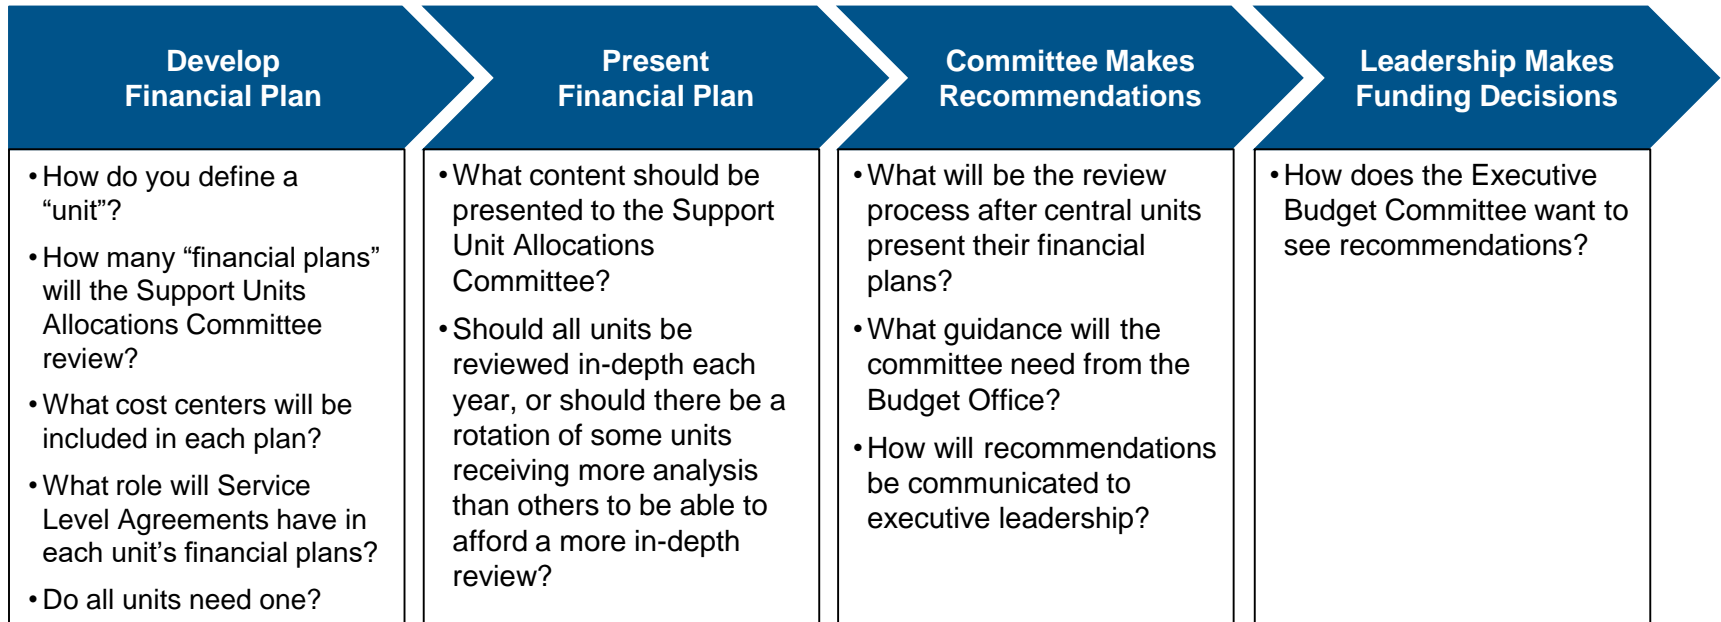 Develop
Financial Plan
Present
Financial Plan
Committee Makes
Recommendations
Leadership Makes
Funding Decisions
•How do you define a
“unit”?
•How many “financial plans”
will the Support Units
Allocations Committee
review?
•What cost centers will be
included in each plan?
•What role will Service
Level Agreements have in
each unit’s financial plans?
•Do all units need one?
•What content should be
presented to the Support
Unit Allocations
Committee?
•Should all units be
reviewed in-depth each
year, or should there be a
rotation of some units
receiving more analysis
than others to be able to
afford a more in-depth
review?
•What will be the review
process after central units
present their financial
plans?
•What guidance will the
committee need from the
Budget Office?
•How will recommendations
be communicated to
executive leadership?
•How does the Executive
Budget Committee want to
see recommendations?